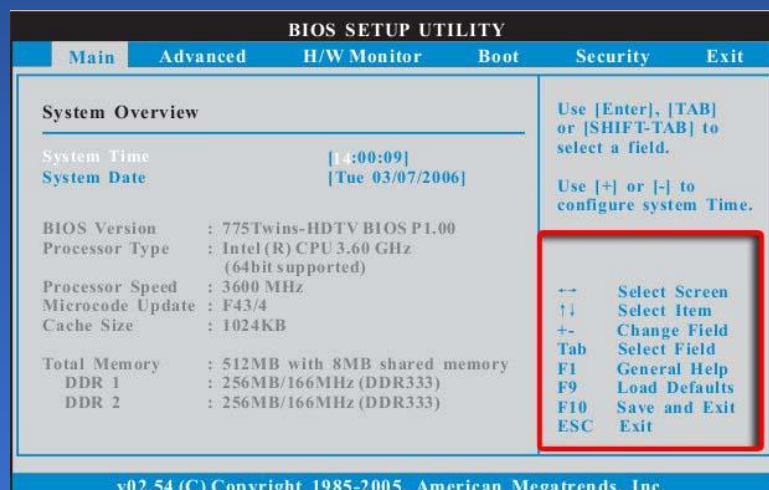 BIOS SETUP UTILITY
Main Advanced H/W Monitor Boot Security Exit
System Overview
System Time [14:00:09]
System Date [Tue 03/07/2006]
BIOS Version : 775Twins-HDTV BIOS P1.00
Processor Type : Intel (R) CPU 3.60 GHz
(64bit supported)
Processor Speed : 3600 MHz
Microcode Update : F43/4
Cache Size : 1024KB
Total Memory : 512MB with 8MB shared memory
DDR 1 : 256MB/166MHz (DDR333)
DDR 2 : 256MB/166MHz (DDR333)
Use [Enter], [TAB]
or [SHIFT-TAB] to
select a field.
Use [+] or [-] to
configure system Time.
←→ Select Screen
↑↓ Select Item
+- Change Field
Tab Select Field
F1 General Help
F9 Load Defaults
F10 Save and Exit
ESC Exit
v02.54 (C) Copyright 1985-2005, American Megatrends, Inc.